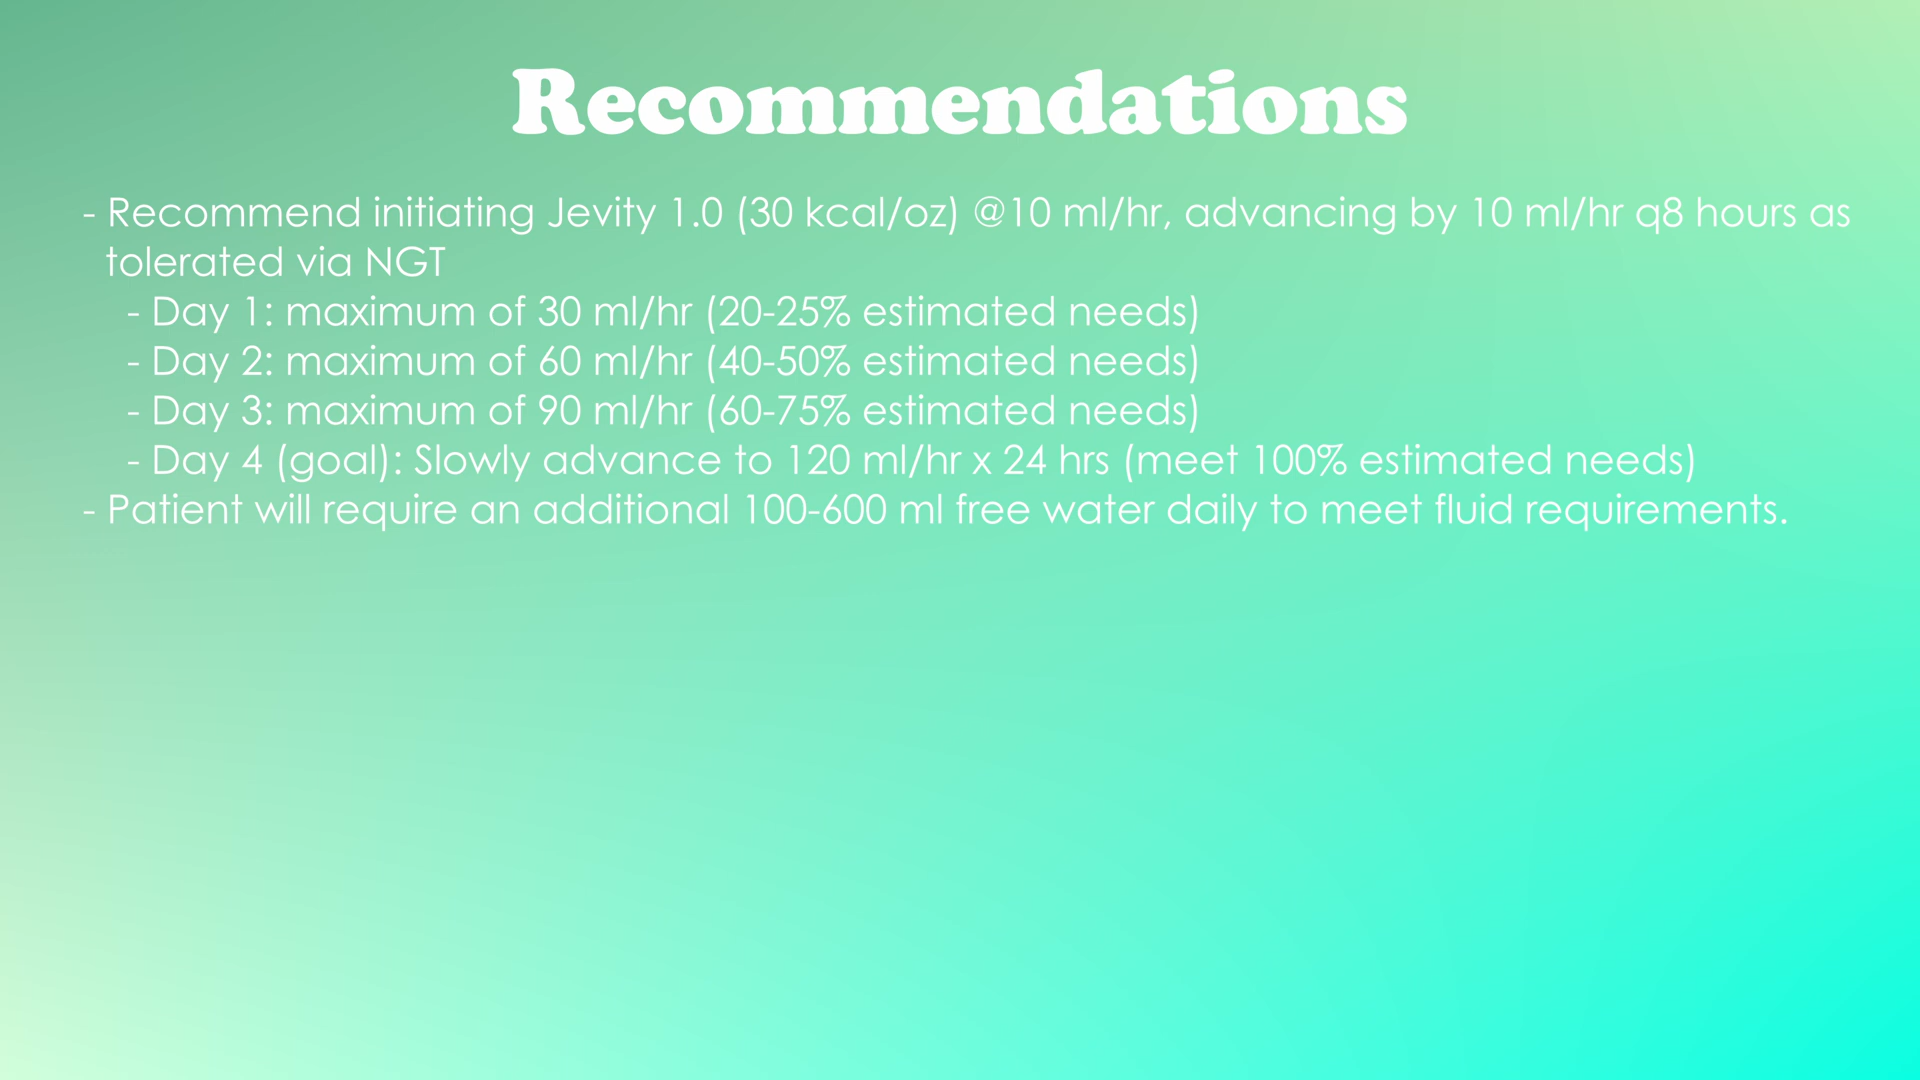 Recommendations
- Recommend initiating Jevity 1.0 (30 kcal/oz) @10 ml/hr, advancing by 10 ml/hr q8 hours as
tolerated via NGT
- Day 1: maximum of 30 ml/hr (20-25% estimated needs)
- Day 2: maximum of 60 ml/hr (40-50% estimated needs)
- Day 3: maximum of 90 ml/hr (60-75% estimated needs)
- Day 4 (goal): Slowly advance to 120 ml/hr x 24 hrs (meet 100% estimated needs)
- Patient will require an additional 100-600 ml free water daily to meet fluid requirements.